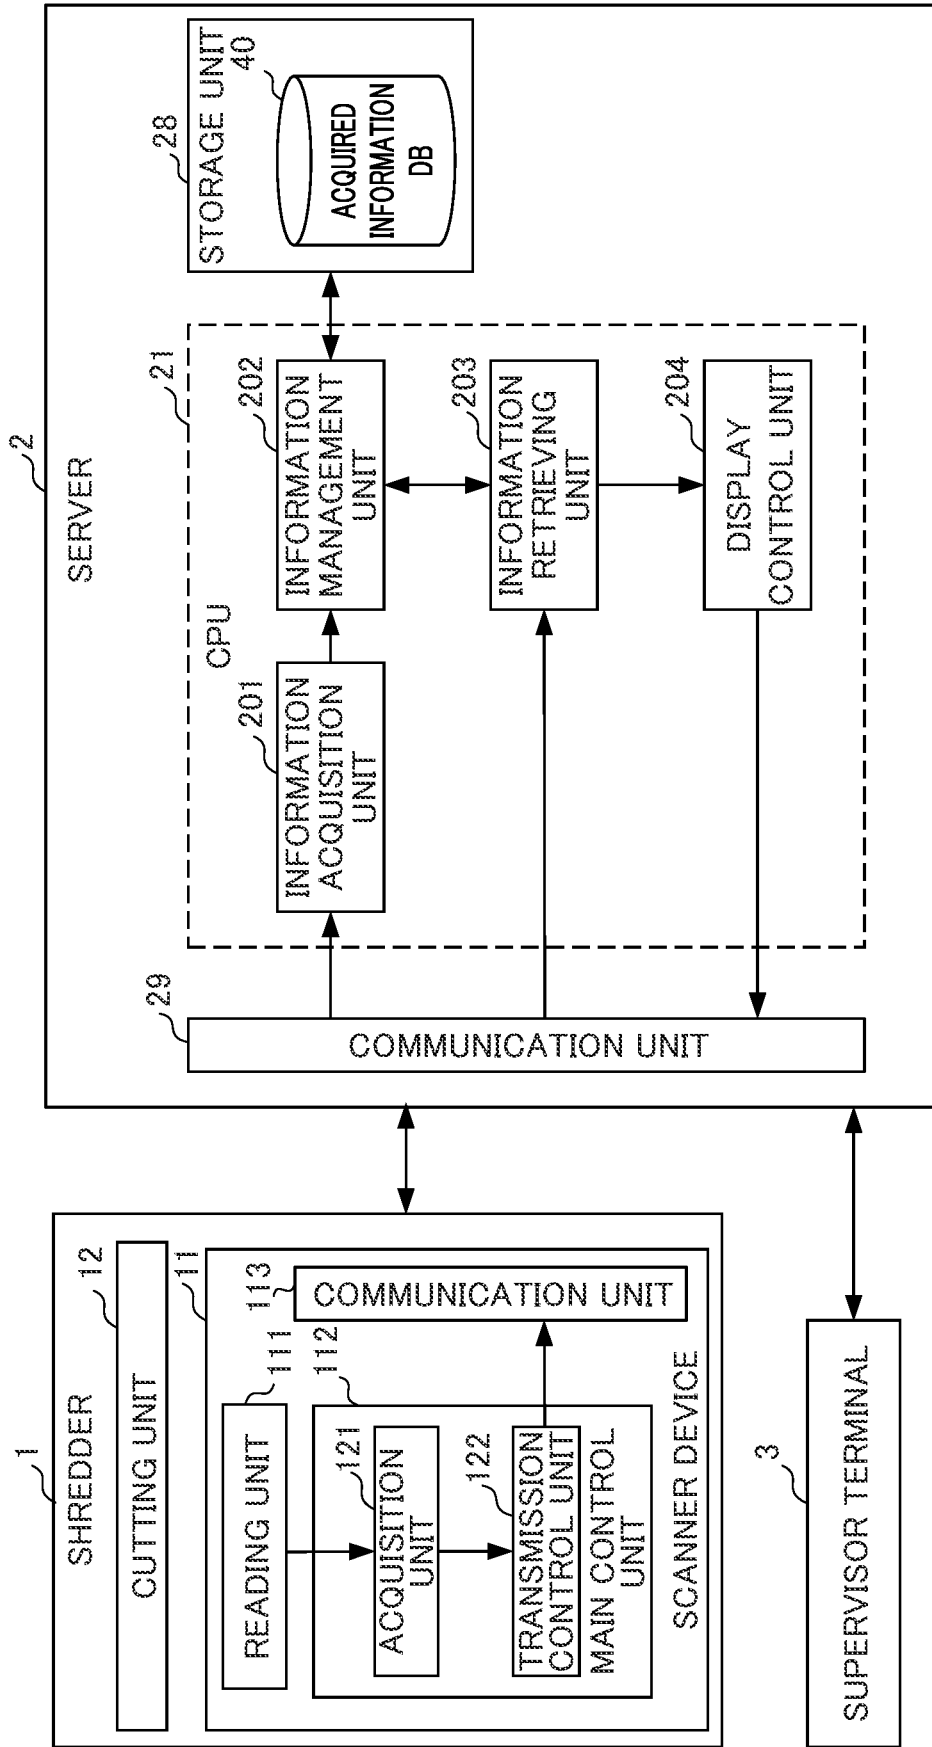 1
SHREDDER
12
CUTTING UNIT
11
111
READING UNIT
112
121
ACQUISITION
UNIT
122
TRANSMISSION
CONTROL UNIT
MAIN CONTROL
UNIT
113
COMMUNICATION UNIT
SCANNER DEVICE
3
SUPERVISOR TERMINAL
2
SERVER
29
COMMUNICATION UNIT
21
CPU
201
INFORMATION
ACQUISITION
UNIT
202
INFORMATION
MANAGEMENT
UNIT
203
INFORMATION
RETRIEVING
UNIT
204
DISPLAY
CONTROL UNIT
28
STORAGE UNIT
40
ACQUIRED
INFORMATION
DB